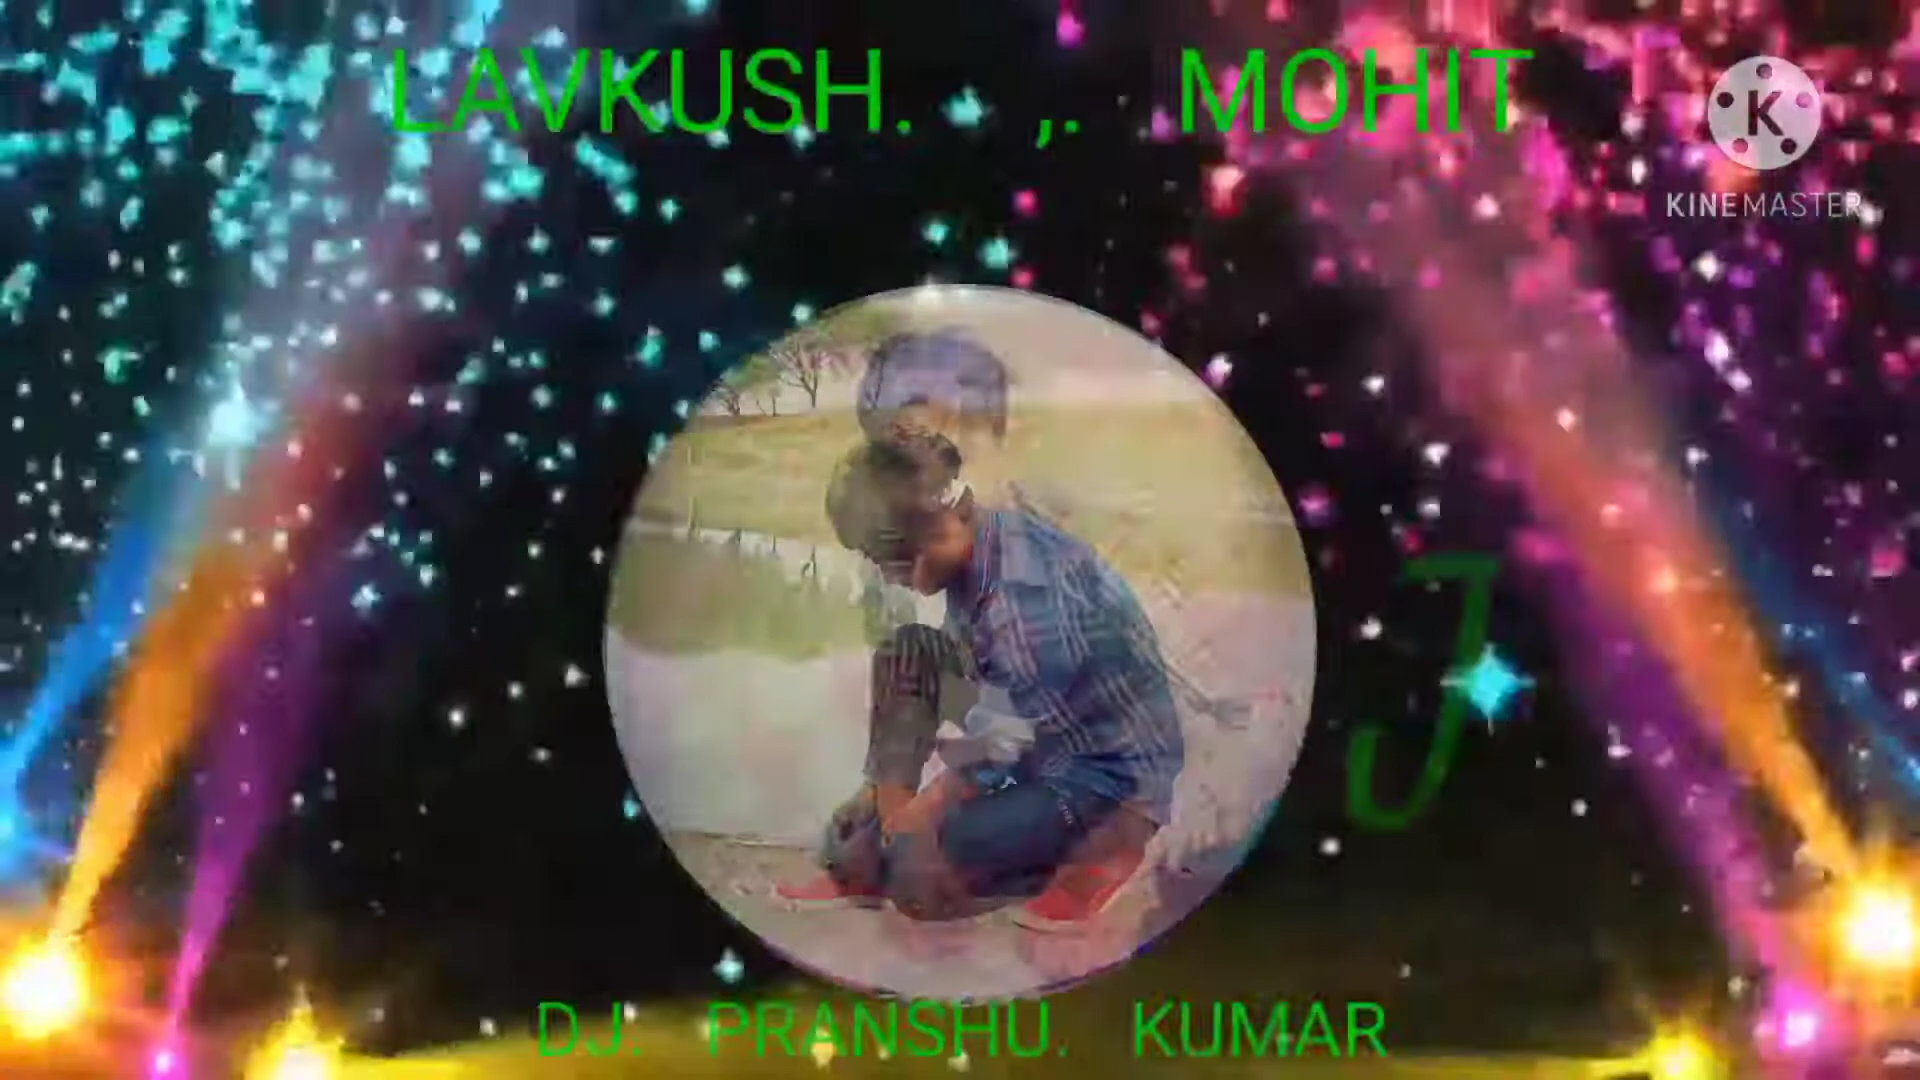 LAVKUSH. ,. MOHIT
K
KINEMASTER
J
DJ. PRANSHU. KUMAR